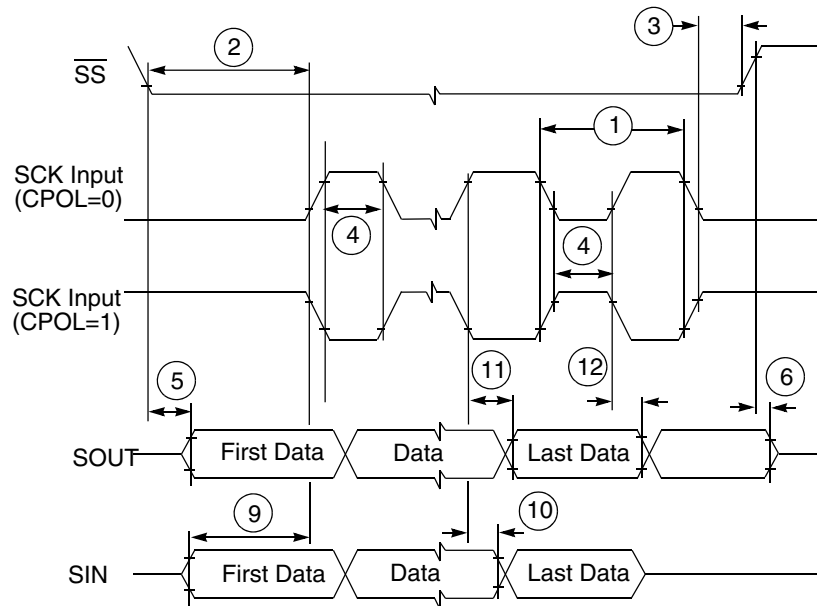 3
2
SS
1
SCK Input
(CPOL=0)
4
4
SCK Input
(CPOL=1)
5
11
12
6
SOUT
First Data
Data
Last Data
9
10
SIN
First Data
Data
Last Data